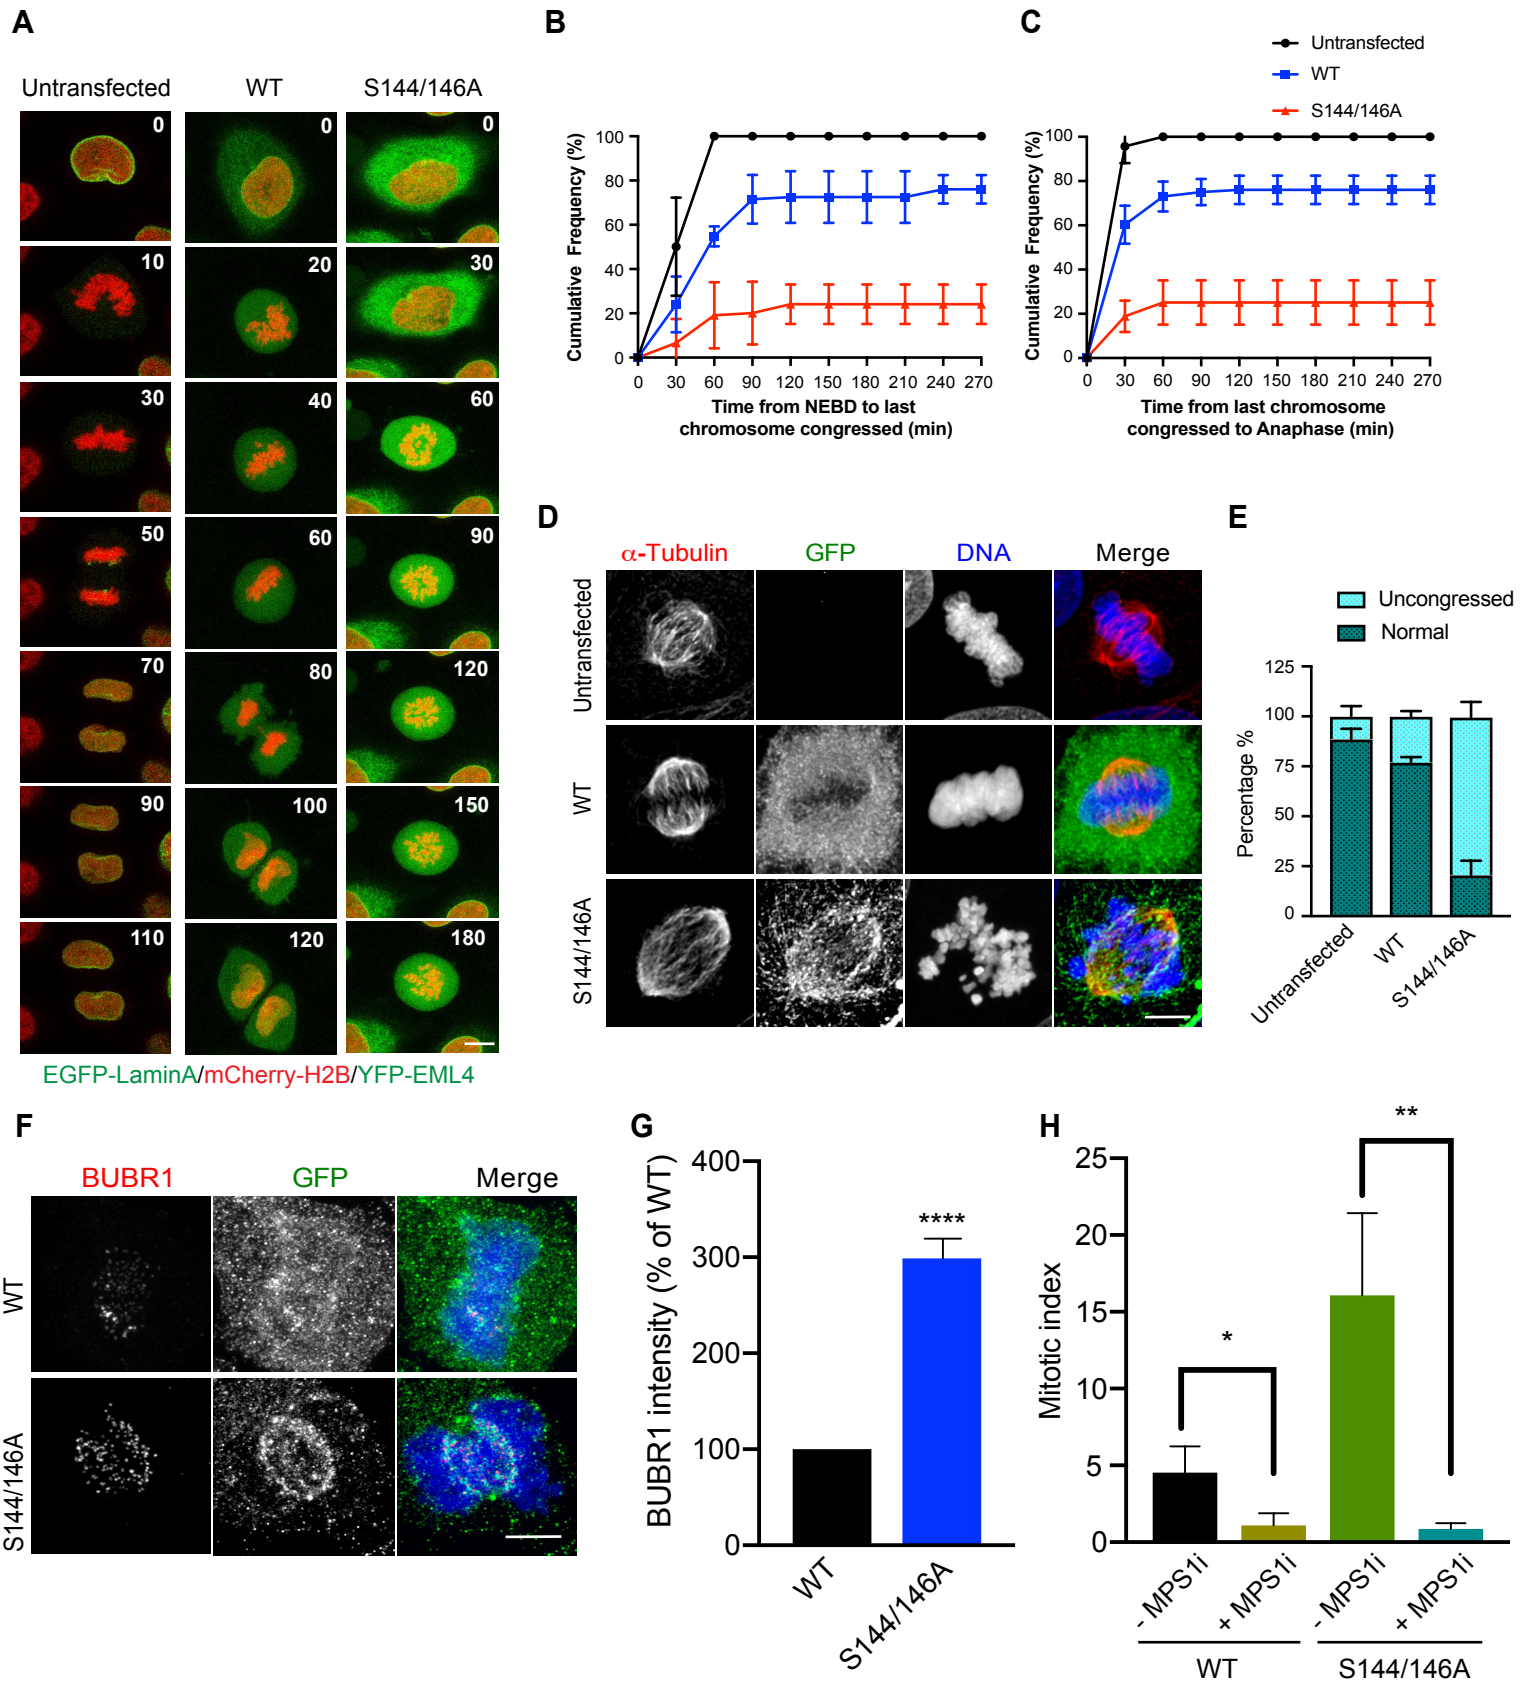 A
Untransfected WT S144/146A
0 0 0
10 20 30
30 40 60
50 60 90
70 80 120
90 100 150
110 120 180
EGFP-LaminA/mCherry-H2B/YFP-EML4
B
Cumulative Frequency (%)
100
80
60
40
20
0
0 30 60 90 120 150 180 210 240 270
Time from NEBD to last
chromosome congressed (min)
C
Untransfected
WT
S144/146A
Cumulative Frequency (%)
100
80
60
40
20
0
0 30 60 90 120 150 180 210 240 270
Time from last chromosome
congressed to Anaphase (min)
D
α-Tubulin GFP DNA Merge
Untransfected
WT
S144/146A
E
Uncongressed
Normal
Percentage %
125
100
75
50
25
0
Untransfected
WT
S144/146A
F
BUBR1 GFP Merge
WT
S144/146A
G
BUBR1 intensity (% of WT)
400
300
200
100
0
****
WT
S144/146A
H
Mitotic index
25
20
15
10
5
0
*
**
- MPS1i
+ MPS1i
- MPS1i
+ MPS1i
WT S144/146A